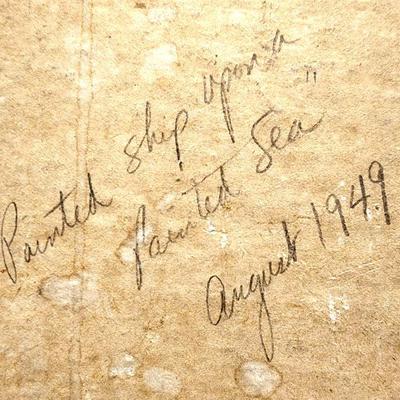 Painted ship upon a
Painted Sea"
August 1949